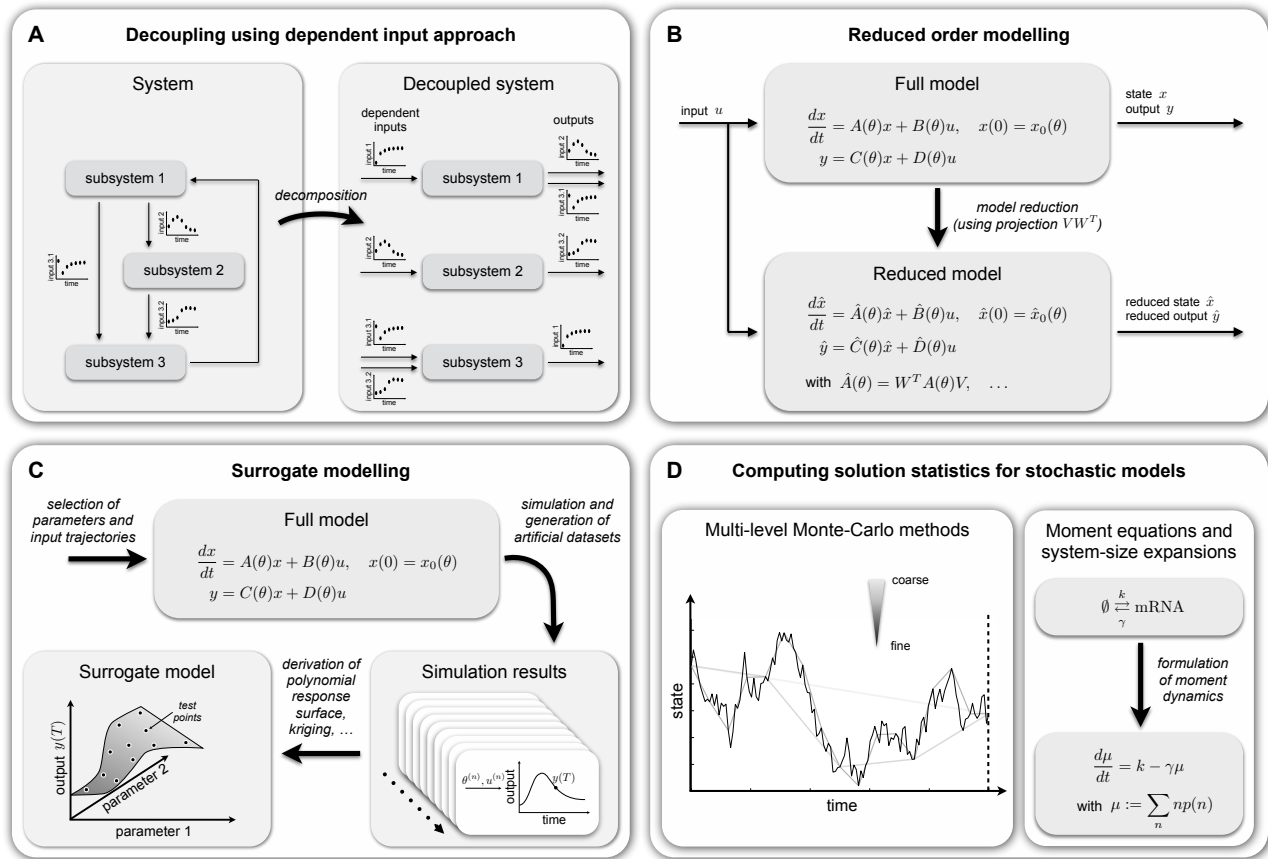 A Decoupling using dependent input approach
System
subsystem 1
input 2
time
input 3.1
time
subsystem 2
input 3.2
time
subsystem 3
decomposition
Decoupled system
dependent
inputs
outputs
input 1
time
subsystem 1
input 2
time
input 3.1
time
input 2
time
subsystem 2
input 3.2
time
input 3.1
time
input 3.2
time
subsystem 3
input 1
time
B Reduced order modelling
input u
Full model
dx/dt = A(θ)x + B(θ)u, x(0) = x₀(θ)
y = C(θ)x + D(θ)u
state x
output y
model reduction
(using projection VWᵀ)
Reduced model
dx̂/dt = Â(θ)x̂ + B̂(θ)u, x̂(0) = x̂₀(θ)
ŷ = Ĉ(θ)x̂ + D̂(θ)u
with Â(θ) = WᵀA(θ)V, ...
reduced state x̂
reduced output ŷ
C Surrogate modelling
selection of
parameters and
input trajectories
Full model
dx/dt = A(θ)x + B(θ)u, x(0) = x₀(θ)
y = C(θ)x + D(θ)u
simulation and
generation of
artificial datasets
Surrogate model
test
points
output y(T)
parameter 2
parameter 1
derivation of
polynomial
response
surface,
kriging, ...
Simulation results
θ⁽ⁿ⁾, u⁽ⁿ⁾
output
y(T)
time
D Computing solution statistics for stochastic models
Multi-level Monte-Carlo methods
coarse
fine
state
time
Moment equations and
system-size expansions
∅ k ⇄ γ mRNA
formulation
of moment
dynamics
dμ/dt = k − γμ
with μ := ∑ₙ np(n)